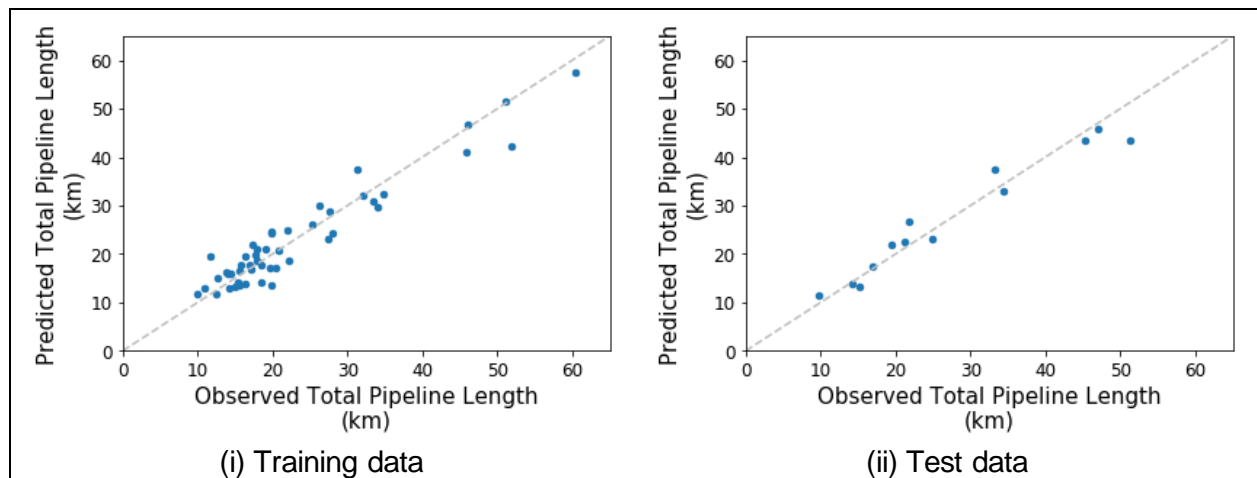 Predicted Total Pipeline Length
(km)
60
50
40
30
20
10
0
0 10 20 30 40 50 60
Observed Total Pipeline Length
(km)
(i) Training data
Predicted Total Pipeline Length
(km)
60
50
40
30
20
10
0
0 10 20 30 40 50 60
Observed Total Pipeline Length
(km)
(ii) Test data